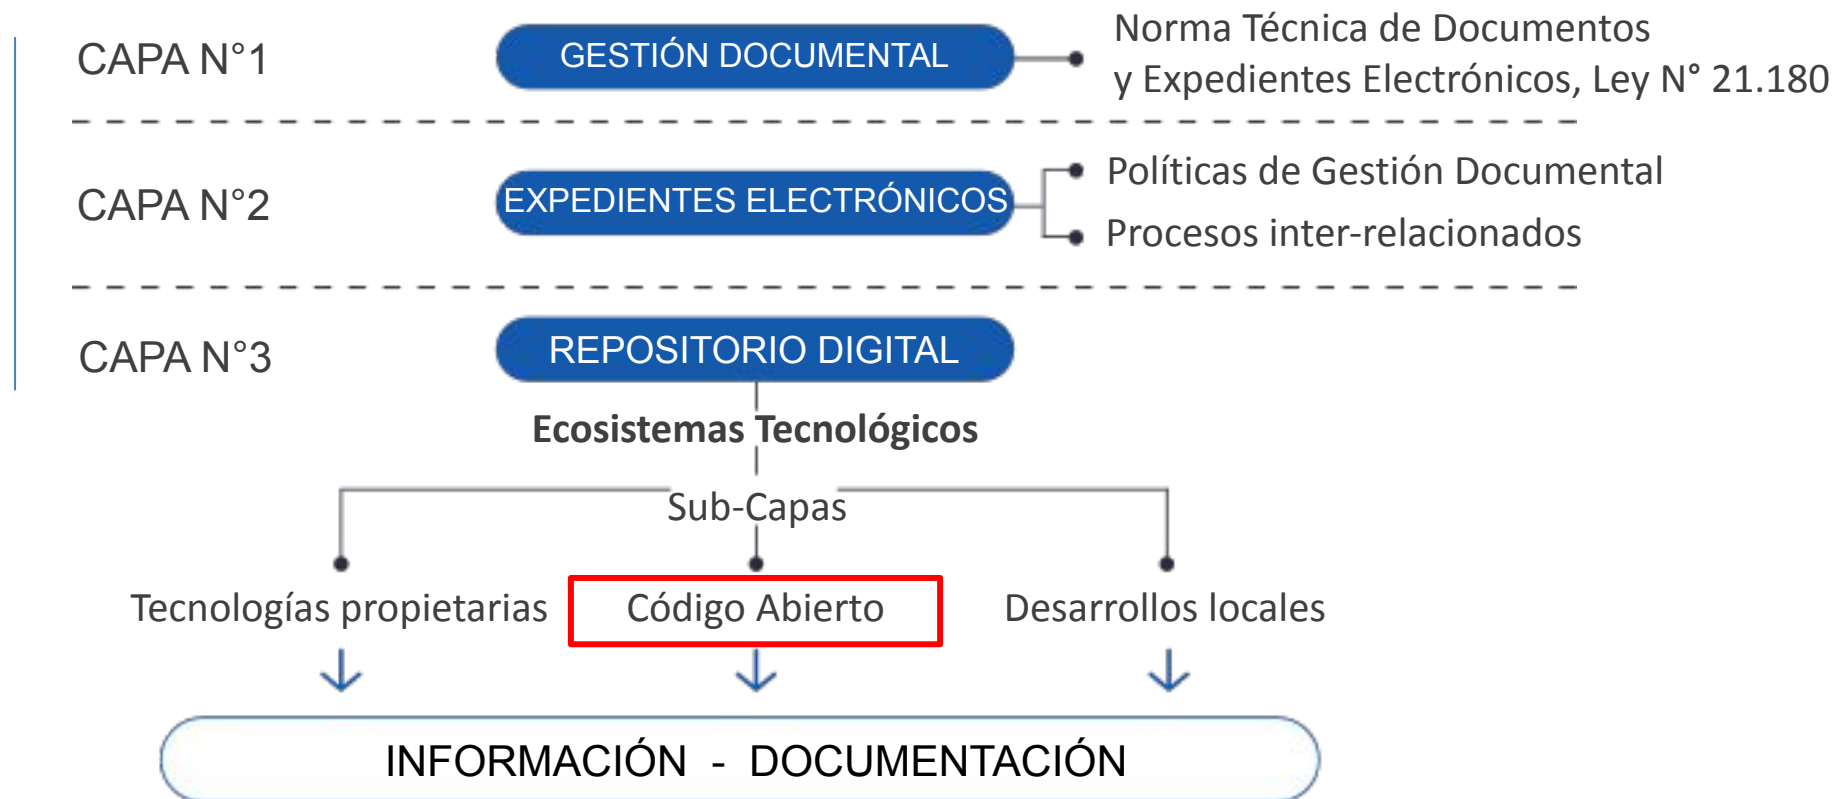 CAPA N°1
GESTIÓN DOCUMENTAL
Norma Técnica de Documentos
y Expedientes Electrónicos, Ley N° 21.180
CAPA N°2
EXPEDIENTES ELECTRÓNICOS
Políticas de Gestión Documental
Procesos inter-relacionados
CAPA N°3
REPOSITORIO DIGITAL
Ecosistemas Tecnológicos
Sub-Capas
Tecnologías propietarias
Código Abierto
Desarrollos locales
INFORMACIÓN - DOCUMENTACIÓN